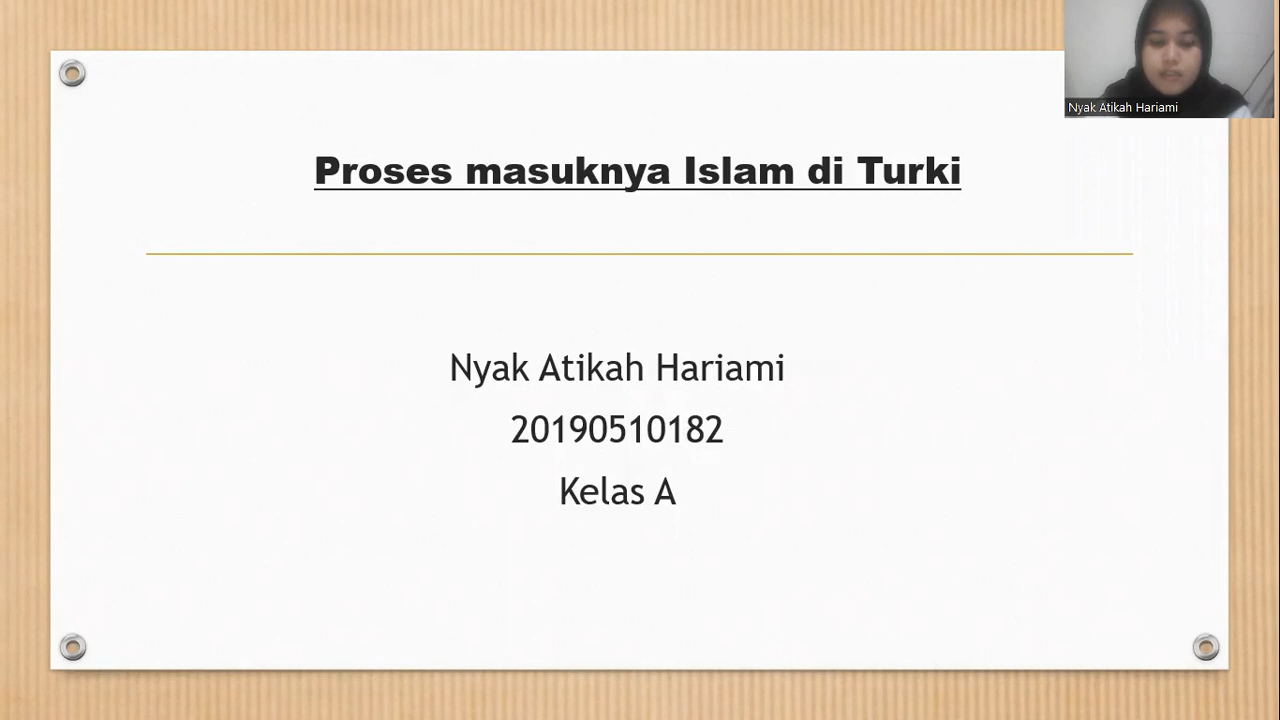 Nyak Atikah Hariami
Proses masuknya Islam di Turki
Nyak Atikah Hariami
20190510182
Kelas A